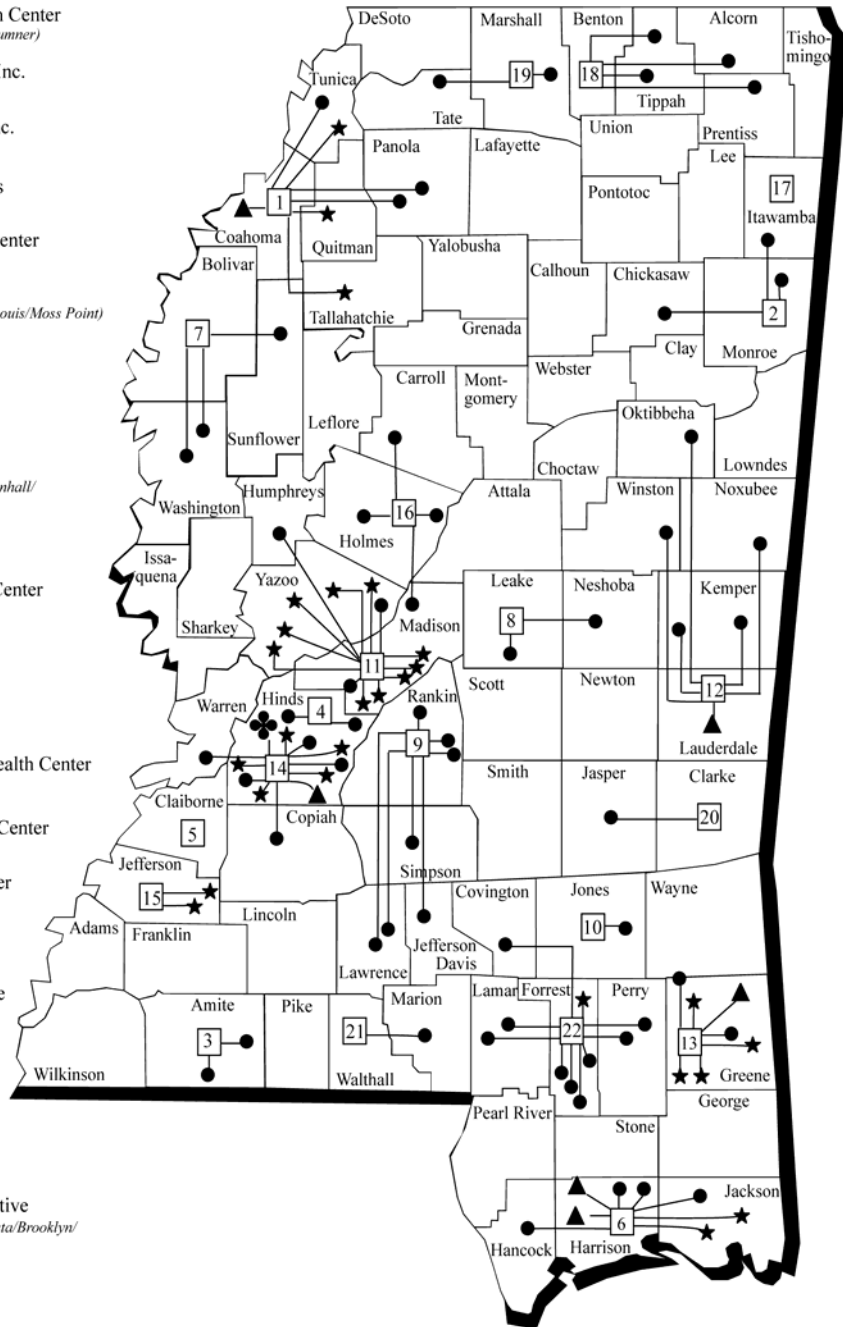 n Center
umner)
nc.
c.
s
enter
ouis/Moss Point)
nhall/
Center
ealth Center
Center
er
e
tive
ta/Brooklyn/
DeSoto
Marshall
Benton
Alcorn
Tisho-
mingo
Tunica
19
18
Tate
Tippah
Panola
Lafayette
Union
Prentiss
Lee
1
Pontotoc
17
Itawamba
Coahoma
Quitman
Bolivar
Yalobusha
Calhoun
Chickasaw
Tallahatchie
2
7
Grenada
Clay
Monroe
Carroll
Mont-
gomery
Webster
Leflore
Oktibbeha
Sunflower
Choctaw
Lowndes
Humphreys
Attala
Winston
Noxubee
Washington
16
Holmes
Issa-
quena
Yazoo
Leake
Neshoba
Kemper
Sharkey
Madison
8
11
Scott
Newton
12
Warren
Hinds
4
Rankin
9
Lauderdale
14
Smith
Jasper
Clarke
Claiborne
Copiah
20
5
Jefferson
Simpson
15
Covington
Jones
Wayne
Lincoln
10
Adams
Franklin
Jefferson
Davis
Lawrence
Amite
Pike
Marion
Lamar
Forrest
Perry
3
21
22
13
Wilkinson
Walthall
Greene
George
Pearl River
Stone
Jackson
6
Hancock
Harrison